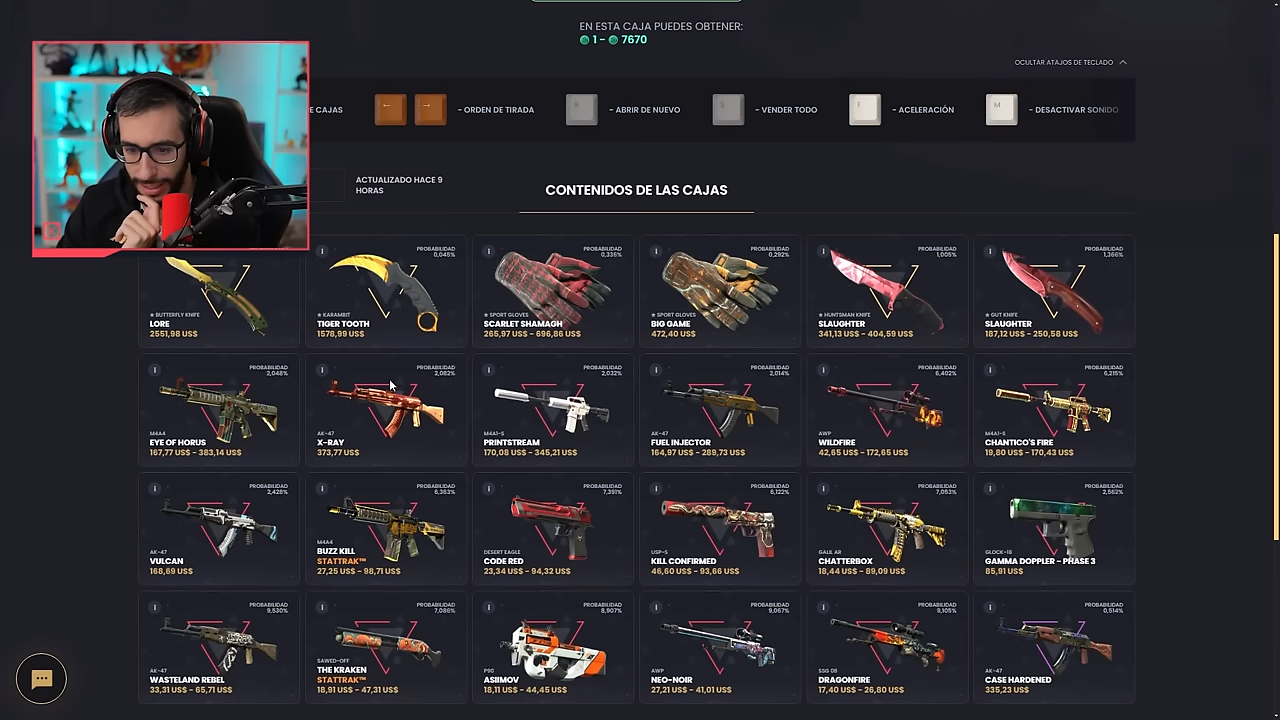 EN ESTA CAJA PUEDES OBTENER:
1 - 7670
OCULTAR ATAJOS DE TECLADO
E CAJAS
←
→
- ORDEN DE TIRADA
- ABRIR DE NUEVO
S
- VENDER TODO
F
- ACELERACIÓN
M
- DESACTIVAR SONIDO
ACTUALIZADO HACE 9
HORAS
CONTENIDOS DE LAS CAJAS
★ BUTTERFLY KNIFE
LORE
2551,98 US$
PROBABILIDAD
0,045%
★ KARAMBIT
TIGER TOOTH
1578,99 US$
PROBABILIDAD
0,336%
★ SPORT GLOVES
SCARLET SHAMAGH
265,97 US$ - 696,86 US$
PROBABILIDAD
0,292%
★ SPORT GLOVES
BIG GAME
472,40 US$
PROBABILIDAD
1,005%
★ HUNTSMAN KNIFE
SLAUGHTER
341,13 US$ - 404,59 US$
PROBABILIDAD
1,366%
★ GUT KNIFE
SLAUGHTER
187,12 US$ - 250,58 US$
PROBABILIDAD
2,048%
M4A4
EYE OF HORUS
167,77 US$ - 383,14 US$
PROBABILIDAD
2,082%
AK-47
X-RAY
373,77 US$
PROBABILIDAD
2,032%
M4A1-S
PRINTSTREAM
170,08 US$ - 345,21 US$
PROBABILIDAD
2,014%
AK-47
FUEL INJECTOR
164,97 US$ - 289,73 US$
PROBABILIDAD
6,402%
AWP
WILDFIRE
42,65 US$ - 172,65 US$
PROBABILIDAD
6,215%
M4A1-S
CHANTICO'S FIRE
19,80 US$ - 170,43 US$
PROBABILIDAD
2,428%
AK-47
VULCAN
168,69 US$
PROBABILIDAD
6,363%
M4A4
BUZZ KILL
STATTRAK™
27,25 US$ - 98,71 US$
PROBABILIDAD
7,391%
DESERT EAGLE
CODE RED
23,34 US$ - 94,32 US$
PROBABILIDAD
6,122%
USP-S
KILL CONFIRMED
46,60 US$ - 93,66 US$
PROBABILIDAD
7,053%
GALIL AR
CHATTERBOX
18,44 US$ - 89,09 US$
PROBABILIDAD
2,562%
GLOCK-18
GAMMA DOPPLER - PHASE 3
85,91 US$
PROBABILIDAD
9,530%
AK-47
WASTELAND REBEL
33,31 US$ - 65,71 US$
PROBABILIDAD
7,086%
SAWED-OFF
THE KRAKEN
STATTRAK™
18,91 US$ - 47,31 US$
PROBABILIDAD
8,907%
P90
ASIIMOV
18,11 US$ - 44,45 US$
PROBABILIDAD
9,067%
AWP
NEO-NOIR
27,21 US$ - 41,01 US$
PROBABILIDAD
9,105%
SSG 08
DRAGONFIRE
17,40 US$ - 26,80 US$
PROBABILIDAD
0,514%
AK-47
CASE HARDENED
335,23 US$